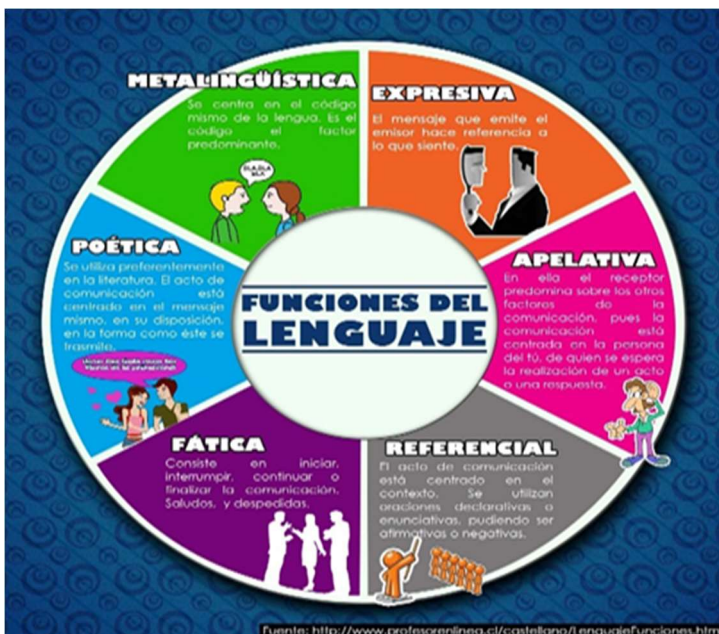 METALINGÜÍSTICA
Se centra en el código
mismo de la lengua. Es el
código el factor
predominante.
EXPRESIVA
El mensaje que emite el
emisor hace referencia a
lo que siente.
POÉTICA
Se utiliza preferentemente
en la literatura. El acto de
comunicación está
centrado en el mensaje
mismo, en su disposición,
en la forma como éste se
trasmite.
APELATIVA
En ella el receptor
predomina sobre los otros
factores de la
comunicación, pues la
comunicación está
centrada en la persona
del tú, de quien se espera
la realización de un acto
o una respuesta.
FUNCIONES DEL
LENGUAJE
FÁTICA
Consiste en iniciar,
interrumpir, continuar o
finalizar la comunicación.
Saludos, y despedidas.
REFERENCIAL
El acto de comunicación
está centrado en el
contexto. Se utilizan
oraciones declarativas o
enunciativas, pudiendo ser
afirmativas o negativas.
Fuente: http://www.profesorenlinea.cl/castellano/LenguajeFunciones.htm